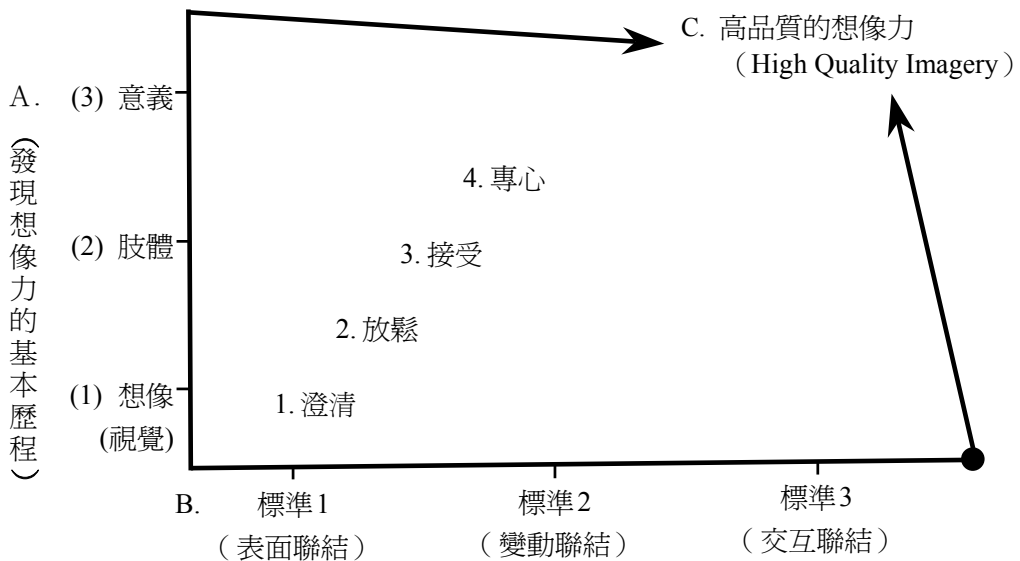 C. 高品質的想像力
（High Quality Imagery）
A. （發現想像力的基本歷程）
(3) 意義
4. 專心
(2) 肢體
3. 接受
2. 放鬆
(1) 想像
(視覺)
1. 澄清
B.
標準1
（表面聯結）
標準2
（變動聯結）
標準3
（交互聯結）